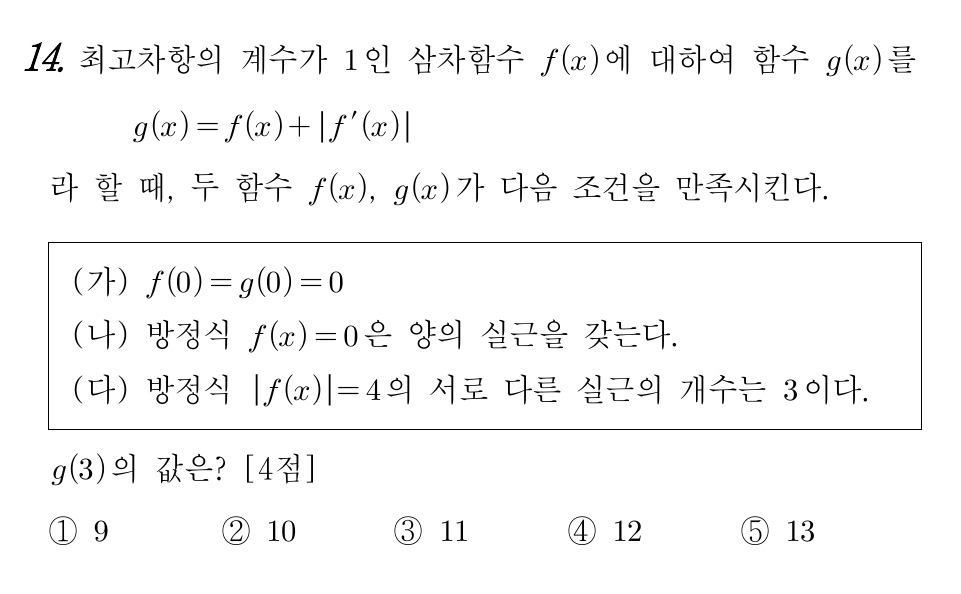 14. 최고차항의 계수가 1인 삼차함수 f(x)에 대하여 함수 g(x)를
g(x)=f(x)+|f′(x)|
라 할 때, 두 함수 f(x), g(x)가 다음 조건을 만족시킨다.
(가) f(0)=g(0)=0
(나) 방정식 f(x)=0은 양의 실근을 갖는다.
(다) 방정식 |f(x)|=4의 서로 다른 실근의 개수는 3이다.
g(3)의 값은? [4점]
① 9 ② 10 ③ 11 ④ 12 ⑤ 13